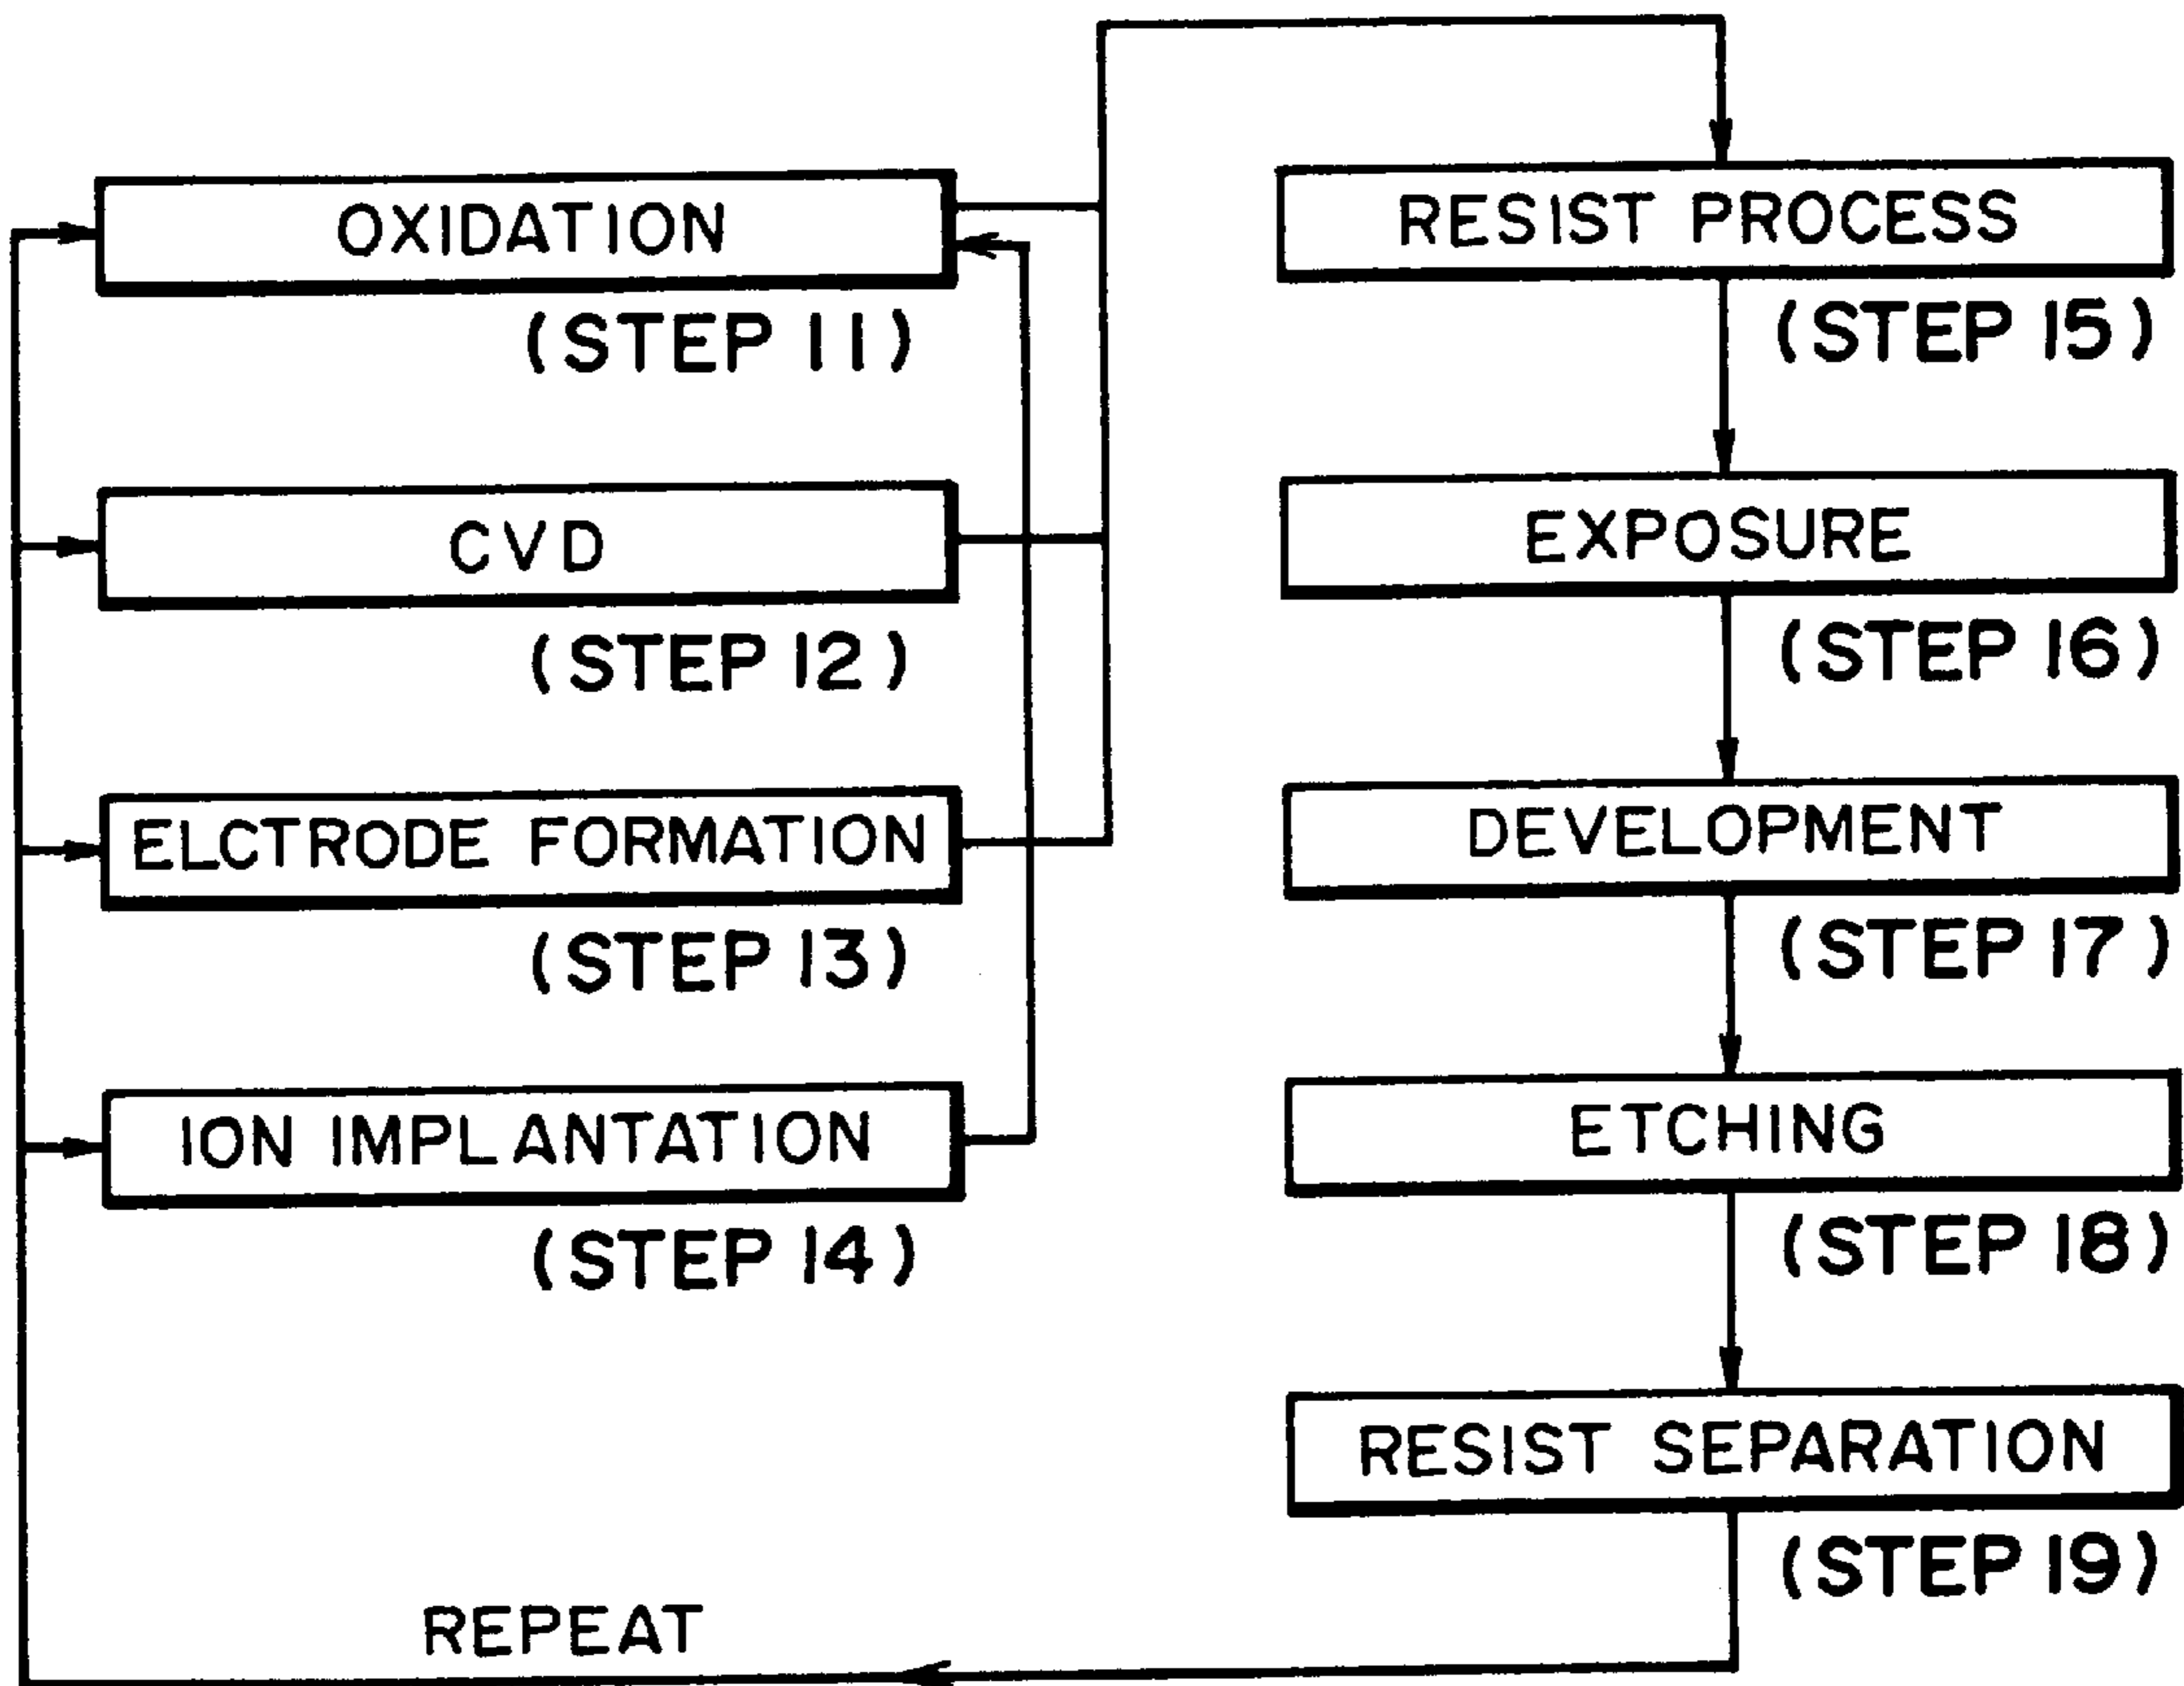 OXIDATION
(STEP 11)
CVD
(STEP 12)
ELCTRODE FORMATION
(STEP 13)
ION IMPLANTATION
(STEP 14)
RESIST PROCESS
(STEP 15)
EXPOSURE
(STEP 16)
DEVELOPMENT
(STEP 17)
ETCHING
(STEP 18)
RESIST SEPARATION
(STEP 19)
REPEAT